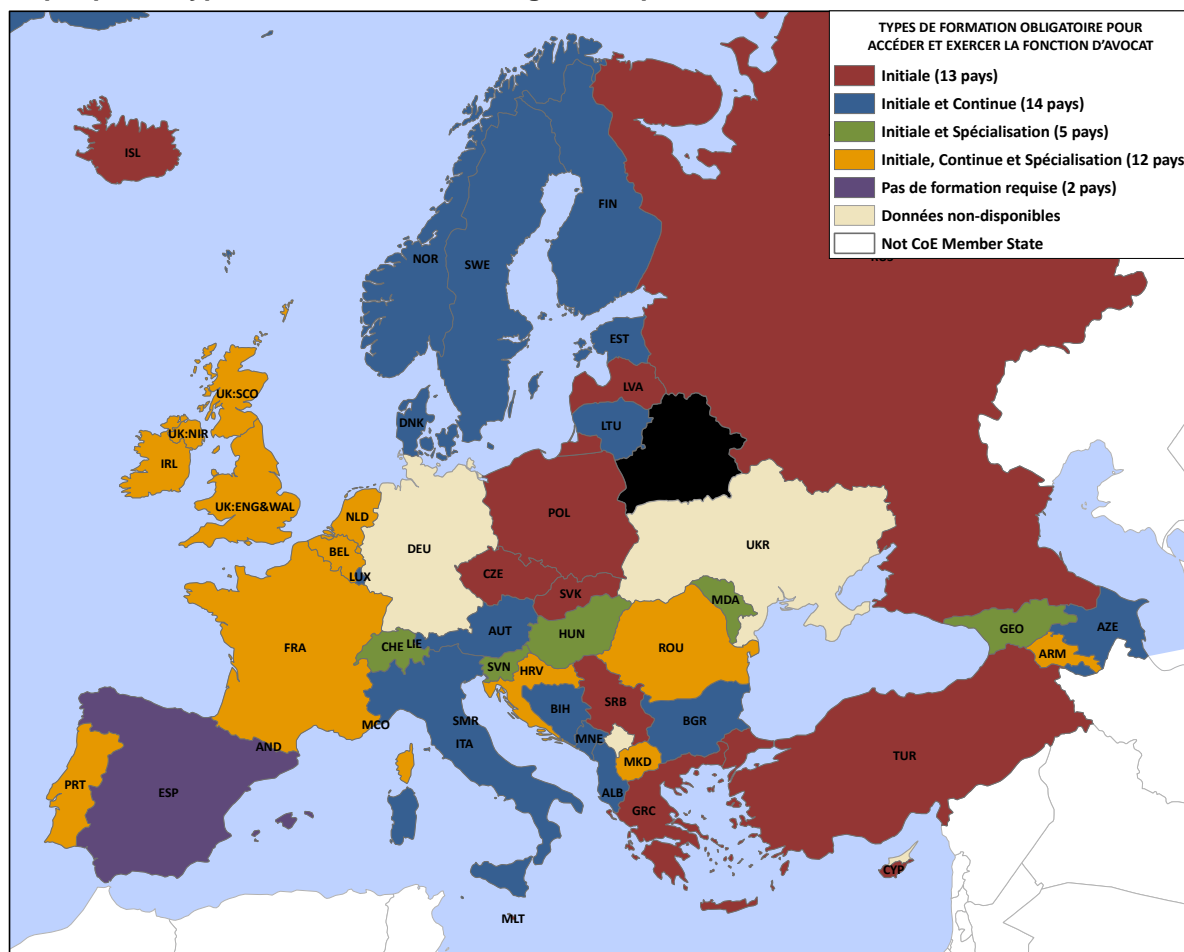 TYPES DE FORMATION OBLIGATOIRE POUR
ACCÉDER ET EXERCER LA FONCTION D'AVOCAT
Initiale (13 pays)
Initiale et Continue (14 pays)
Initiale et Spécialisation (5 pays)
Initiale, Continue et Spécialisation (12 pays
Pas de formation requise (2 pays)
Données non-disponibles
Not CoE Member State
ISL
FIN
NOR
SWE
EST
LVA
UK:SCO
DNK
LTU
UK:NIR
IRL
UK:ENG&WAL
NLD
POL
DEU
UKR
BEL
LUX
CZE
SVK
MDA
AUT
HUN
GEO
AZE
CHE
LIE
FRA
ROU
ARM
SVN
HRV
SRB
BIH
MCO
SMR
BGR
ITA
MNE
AND
MKD
TUR
PRT
ESP
ALB
GRC
CYP
MLT